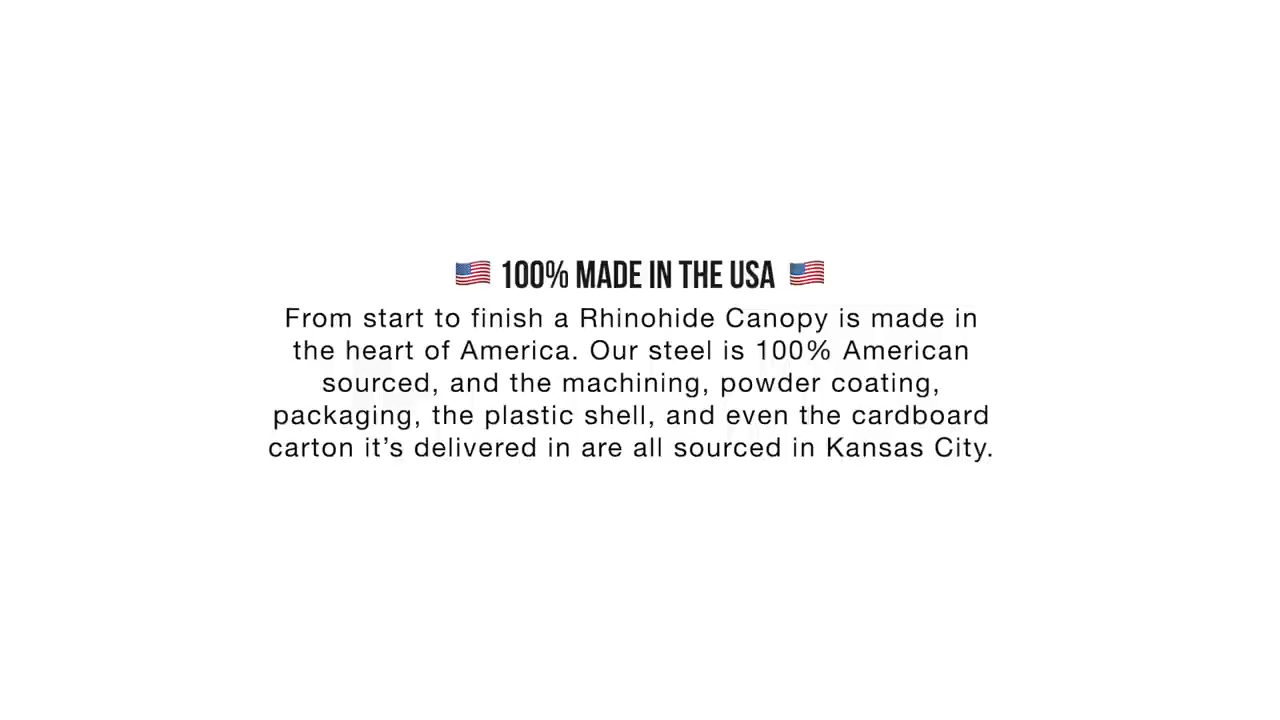 🇺🇸 100% MADE IN THE USA 🇺🇸
From start to finish a Rhinohide Canopy is made in
the heart of America. Our steel is 100% American
sourced, and the machining, powder coating,
packaging, the plastic shell, and even the cardboard
carton it’s delivered in are all sourced in Kansas City.